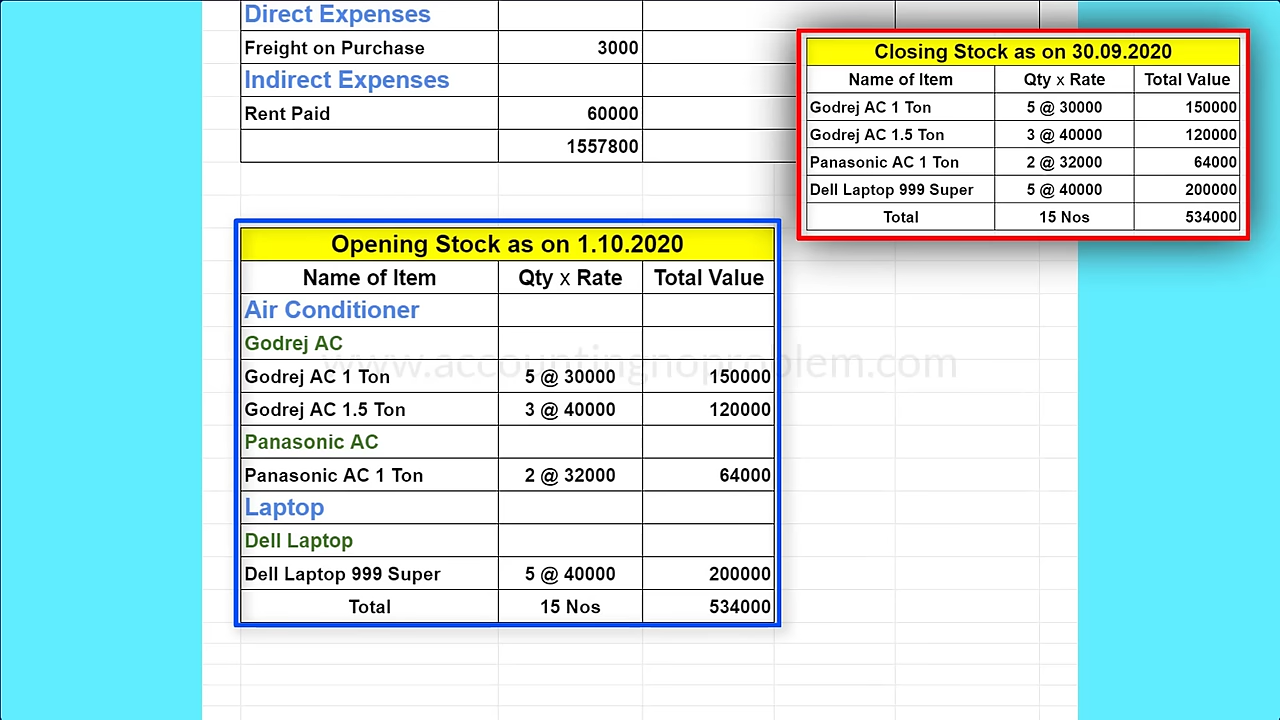 Direct Expenses
Freight on Purchase 3000
Indirect Expenses
Rent Paid 60000
1557800
Closing Stock as on 30.09.2020
Name of Item Qty x Rate Total Value
Godrej AC 1 Ton 5 @ 30000 150000
Godrej AC 1.5 Ton 3 @ 40000 120000
Panasonic AC 1 Ton 2 @ 32000 64000
Dell Laptop 999 Super 5 @ 40000 200000
Total 15 Nos 534000
Opening Stock as on 1.10.2020
Name of Item Qty x Rate Total Value
Air Conditioner
Godrej AC
www.accountingnoproblem.com
Godrej AC 1 Ton 5 @ 30000 150000
Godrej AC 1.5 Ton 3 @ 40000 120000
Panasonic AC
Panasonic AC 1 Ton 2 @ 32000 64000
Laptop
Dell Laptop
Dell Laptop 999 Super 5 @ 40000 200000
Total 15 Nos 534000